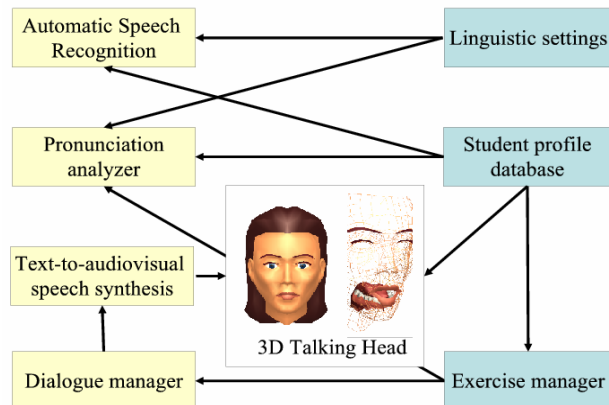 Automatic Speech
Recognition
Linguistic settings
Pronunciation
analyzer
Student profile
database
Text-to-audiovisual
speech synthesis
3D Talking Head
Dialogue manager
Exercise manager